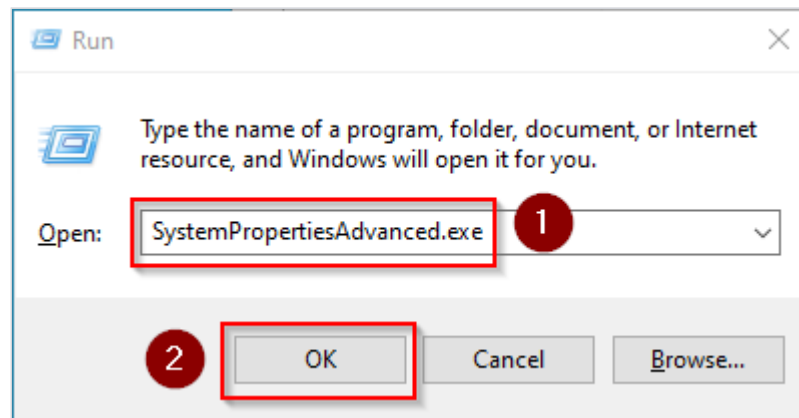 Run
Type the name of a program, folder, document, or Internet
resource, and Windows will open it for you.
Open: SystemPropertiesAdvanced.exe 1
2 OK Cancel Browse...